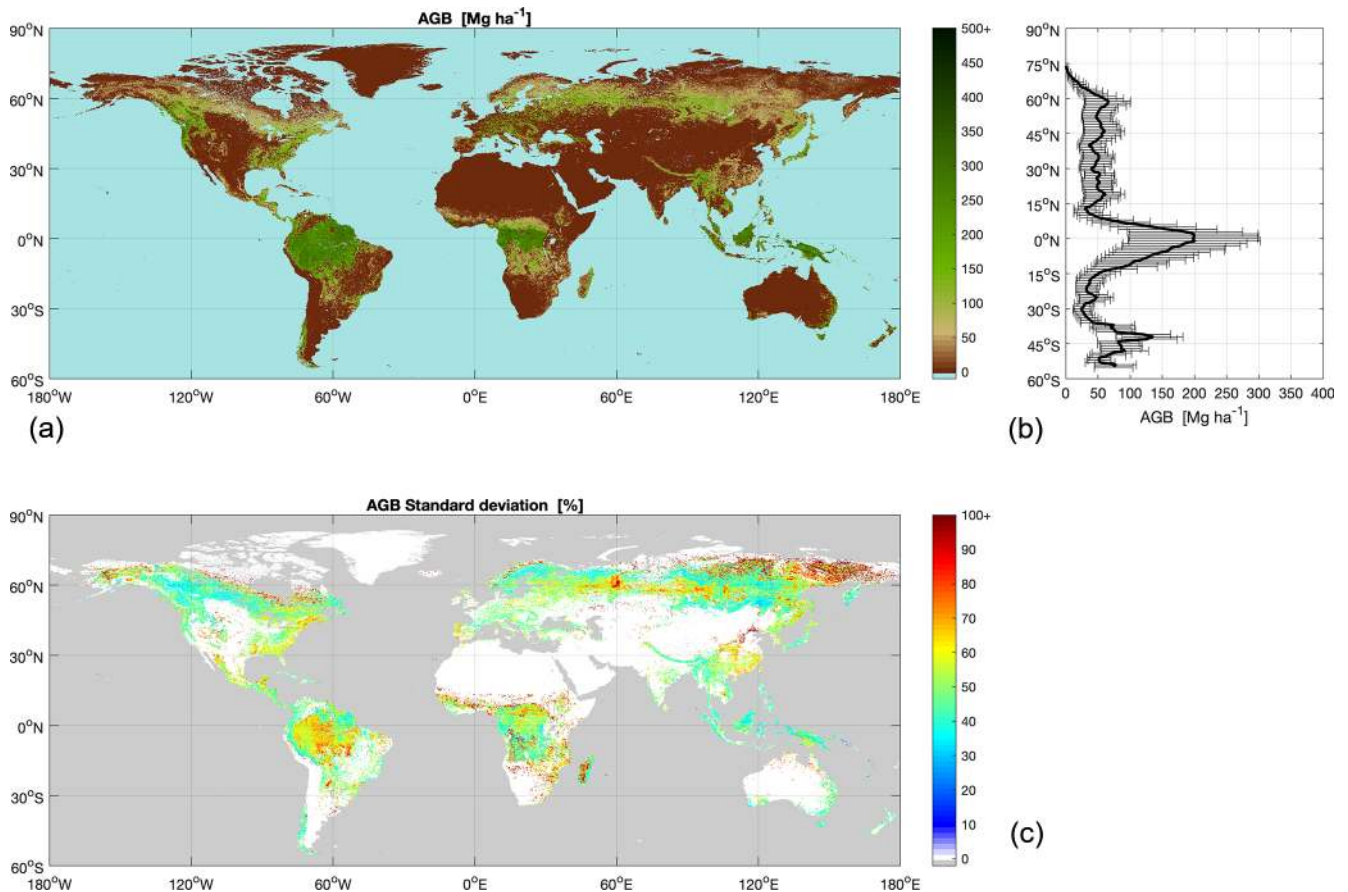 AGB [Mg ha⁻¹]
90°N
75°N
60°N
45°N
30°N
15°N
0°N
15°S
30°S
45°S
60°S
0 50 100 150 200 250 300 350 400
AGB [Mg ha⁻¹]
(b)
90°N
60°N
30°N
0°N
30°S
60°S
180°W 120°W 60°W 0°E 60°E 120°E 180°E
500+
450
400
350
300
250
200
150
100
50
0
(a)
AGB Standard deviation [%]
90°N
60°N
30°N
0°N
30°S
60°S
180°W 120°W 60°W 0°E 60°E 120°E 180°E
100+
90
80
70
60
50
40
30
20
10
0
(c)